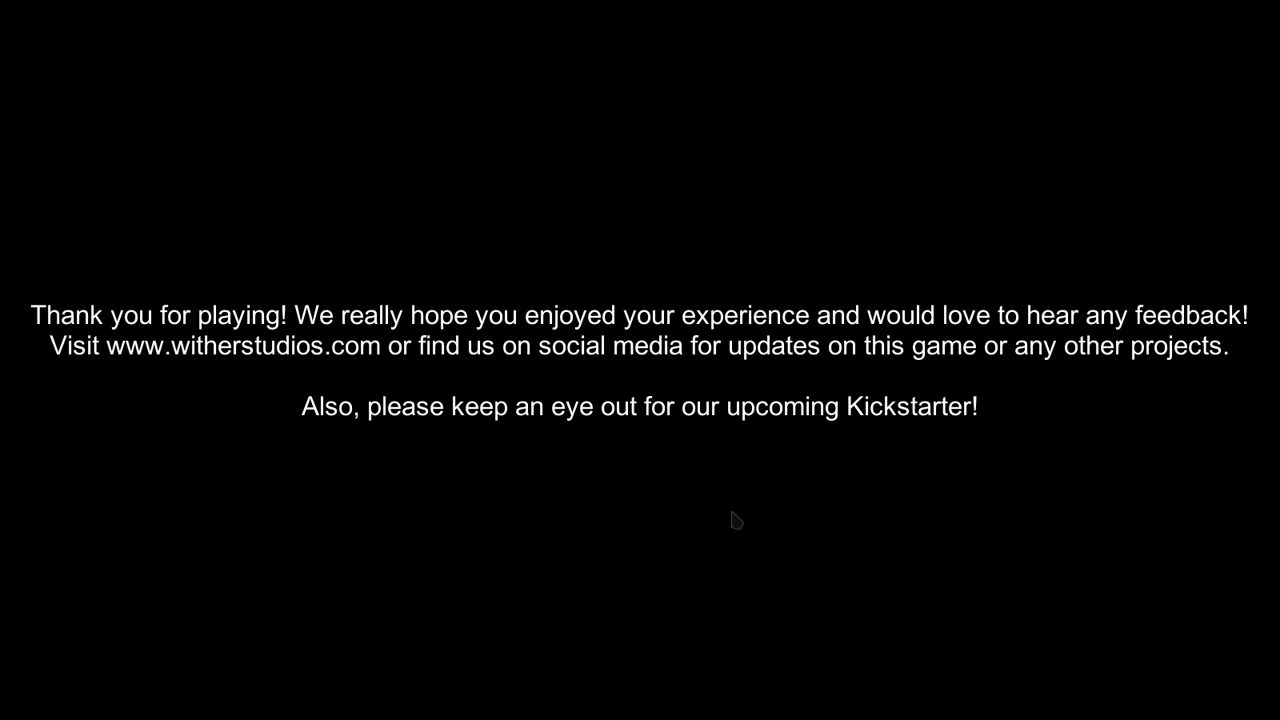 Thank you for playing! We really hope you enjoyed your experience and would love to hear any feedback!
Visit www.witherstudios.com or find us on social media for updates on this game or any other projects.
Also, please keep an eye out for our upcoming Kickstarter!